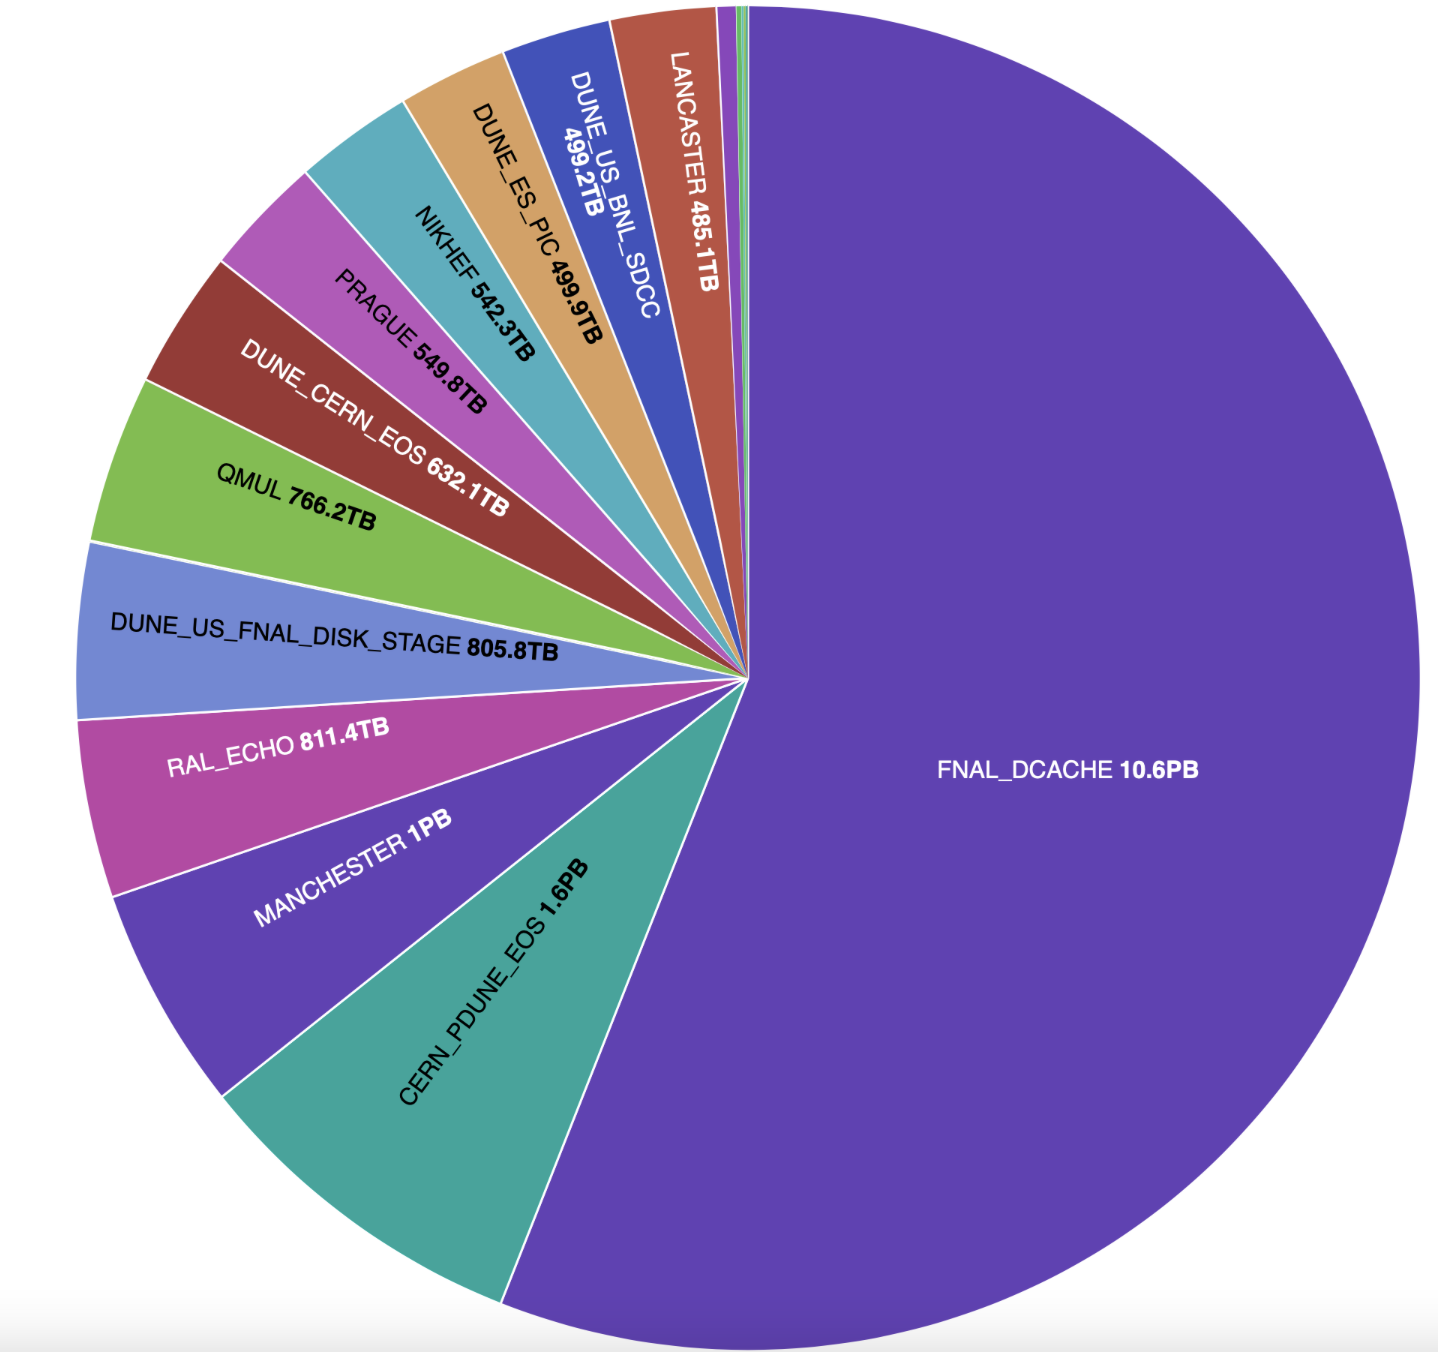 LANCASTER 485.1TB
DUNE_US_BNL_SDCC
499.2TB
DUNE_ES_PIC 499.9TB
NIKHEF 542.3TB
PRAGUE 549.8TB
DUNE_CERN_EOS 632.1TB
QMUL 766.2TB
DUNE_US_FNAL_DISK_STAGE 805.8TB
RAL_ECHO 811.4TB
MANCHESTER 1PB
CERN_PDUNE_EOS 1.6PB
FNAL_DCACHE 10.6PB